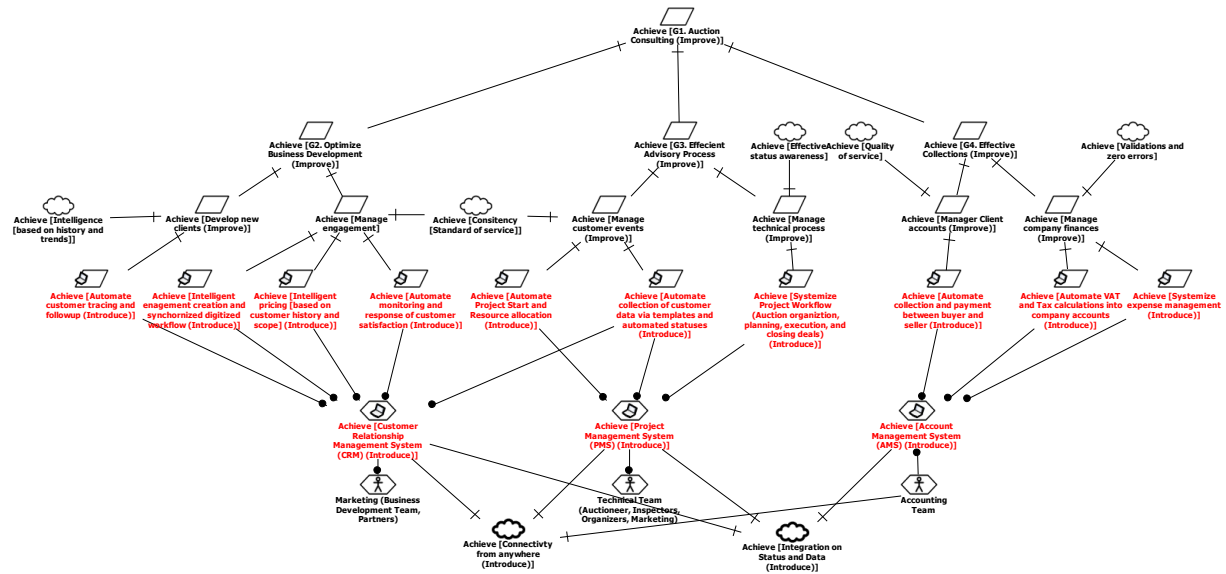 Achieve [G1. Auction
Consulting (Improve)]
Achieve [G2. Optimize
Business Development
(Improve)]
Achieve [G3. Effecient
Advisory Process
(Improve)]
Achieve [Effective
status awareness]
Achieve [Quality
of service]
Achieve [G4. Effective
Collections (Improve)]
Achieve [Validations and
zero errors]
Achieve [Intelligence
[based on history and
trends]]
Achieve [Develop new
clients (Improve)]
Achieve [Manage
engagement]
Achieve [Consitency
[Standard of service]]
Achieve [Manage
customer events
(Improve)]
Achieve [Manage
technical process
(Improve)]
Achieve [Manager Client
accounts (Improve)]
Achieve [Manage
company finances
(Improve)]
Achieve [Automate
customer tracing and
followup (Introduce)]
Achieve [Intelligent
enagement creation and
synchornized digitized
workflow (Introduce)]
Achieve [Intelligent
pricing [based on
customer history and
scope] (Introduce)]
Achieve [Automate
monitoring and
response of customer
satisfaction (Introduce)]
Achieve [Automate
Project Start and
Resource allocation
(Introduce)]
Achieve [Automate
collection of customer
data via templates and
automated statuses
(Introduce)]
Achieve [Systemize
Project Workflow
(Auction organiztion,
planning, execution, and
closing deals)
(Introduce)]
Achieve [Automate
collection and payment
between buyer and
seller (Introduce)]
Achieve [Automate VAT
and Tax calculations into
company accounts
(Introduce)]
Achieve [Systemize
expense management
(Introduce)]
Achieve [Customer
Relationship
Management System
(CRM) (Introduce)]
Achieve [Project
Management System
(PMS) (Introduce)]
Achieve [Account
Management System
(AMS) (Introduce)]
Marketing (Business
Development Team,
Partners)
Technical Team
(Auctioneer, Inspectors,
Organizers, Marketing)
Accounting
Team
Achieve [Connectivty
from anywhere
(Introduce)]
Achieve [Integration on
Status and Data
(Introduce)]